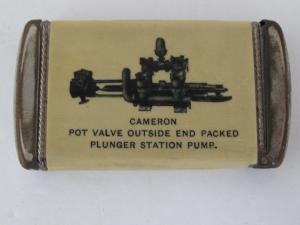 CAMERON
POT VALVE OUTSIDE END PACKED
PLUNGER STATION PUMP.